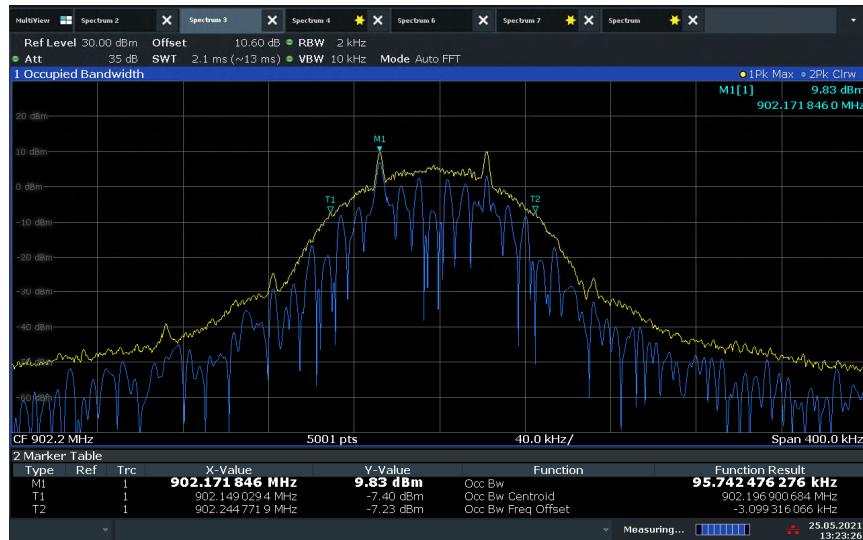 MultiView Spectrum 2 Spectrum 3 Spectrum 4 Spectrum 6 Spectrum 7 Spectrum
Ref Level 30.00 dBm Offset 10.60 dB RBW 2 kHz
Att 35 dB SWT 2.1 ms (~13 ms) VBW 10 kHz Mode Auto FFT
1 Occupied Bandwidth 1Pk Max 2Pk Clrw
M1[1] 9.83 dBm
902.171 846 0 MHz
20 dBm
M1
10 dBm
0 dBm
T1 T2
-10 dBm
-20 dBm
-30 dBm
-40 dBm
-60 dBm
CF 902.2 MHz 5001 pts 40.0 kHz/ Span 400.0 kHz
2 Marker Table
Type Ref Trc X-Value Y-Value Function Function Result
M1 1 902.171 846 MHz 9.83 dBm Occ Bw 95.742 476 276 kHz
T1 1 902.149 029 4 MHz -7.40 dBm Occ Bw Centroid 902.196 900 684 MHz
T2 1 902.244 771 9 MHz -7.23 dBm Occ Bw Freq Offset -3.099 316 066 kHz
Measuring... 25.05.2021
13:23:26